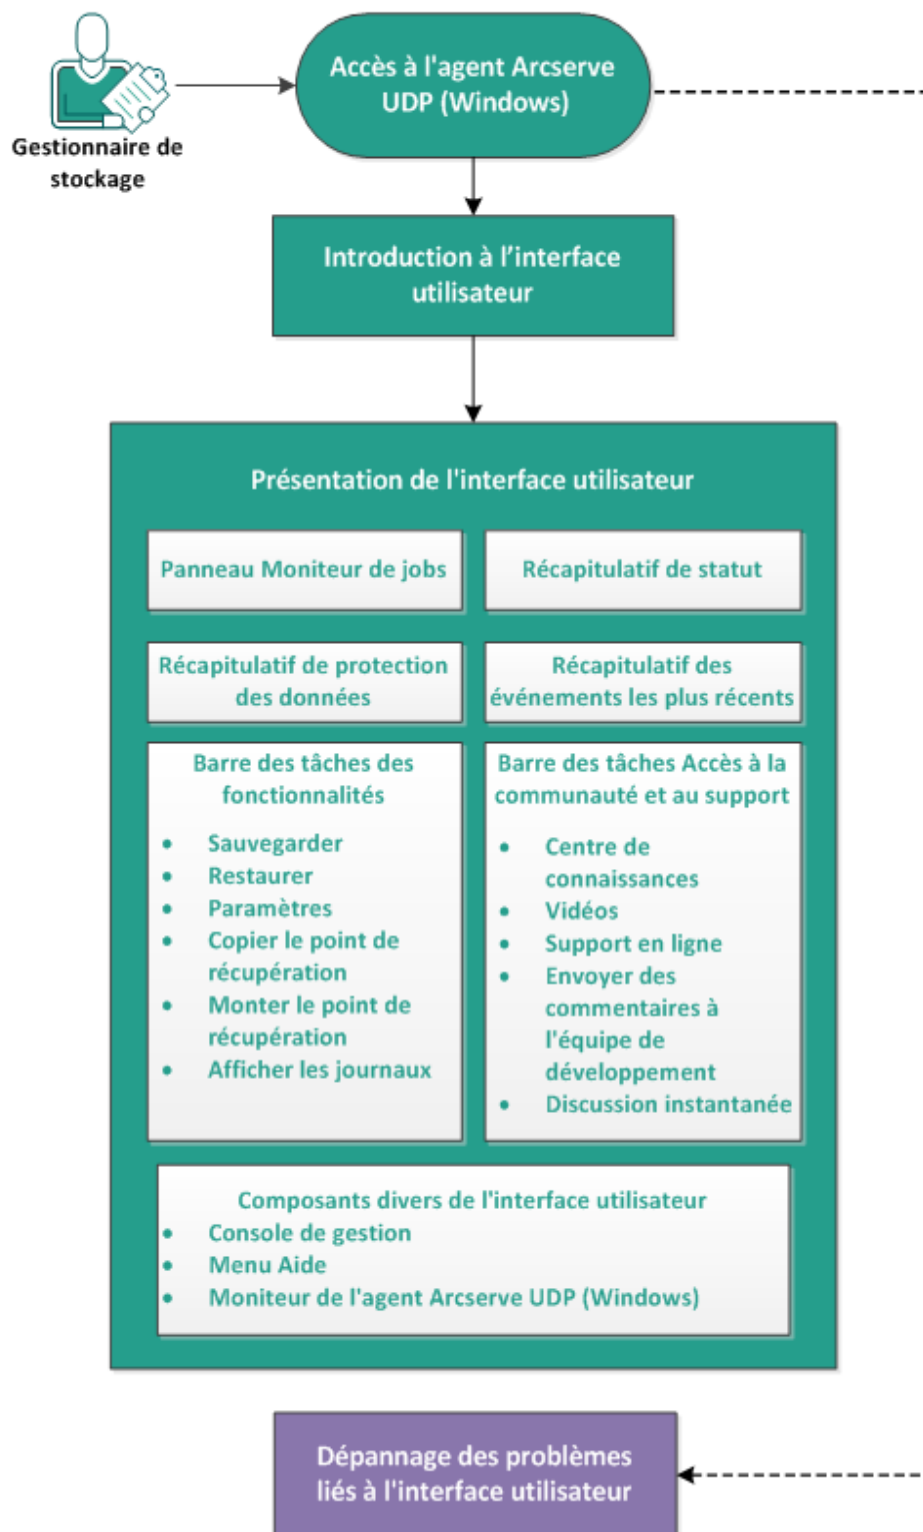 Gestionnaire de
stockage
Accès à l'agent Arcserve
UDP (Windows)
Introduction à l’interface
utilisateur
Présentation de l'interface utilisateur
Panneau Moniteur de jobs
Récapitulatif de statut
Récapitulatif de protection
des données
Récapitulatif des
événements les plus récents
Barre des tâches des
fonctionnalités
• Sauvegarder
• Restaurer
• Paramètres
• Copier le point de
récupération
• Monter le point de
récupération
• Afficher les journaux
Barre des tâches Accès à la
communauté et au support
• Centre de
connaissances
• Vidéos
• Support en ligne
• Envoyer des
commentaires à
l'équipe de
développement
• Discussion instantanée
Composants divers de l'interface utilisateur
• Console de gestion
• Menu Aide
• Moniteur de l'agent Arcserve UDP (Windows)
Dépannage des problèmes
liés à l'interface utilisateur